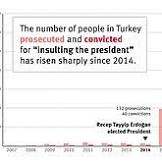 The number of people in Turkey
prosecuted and convicted
for “insulting the president”
has risen sharply since 2014.
132 prosecutions
40 convictions
Recep Tayyip Erdoğan
elected President
2007 2008 2009 2010 2011 2012 2013 2014